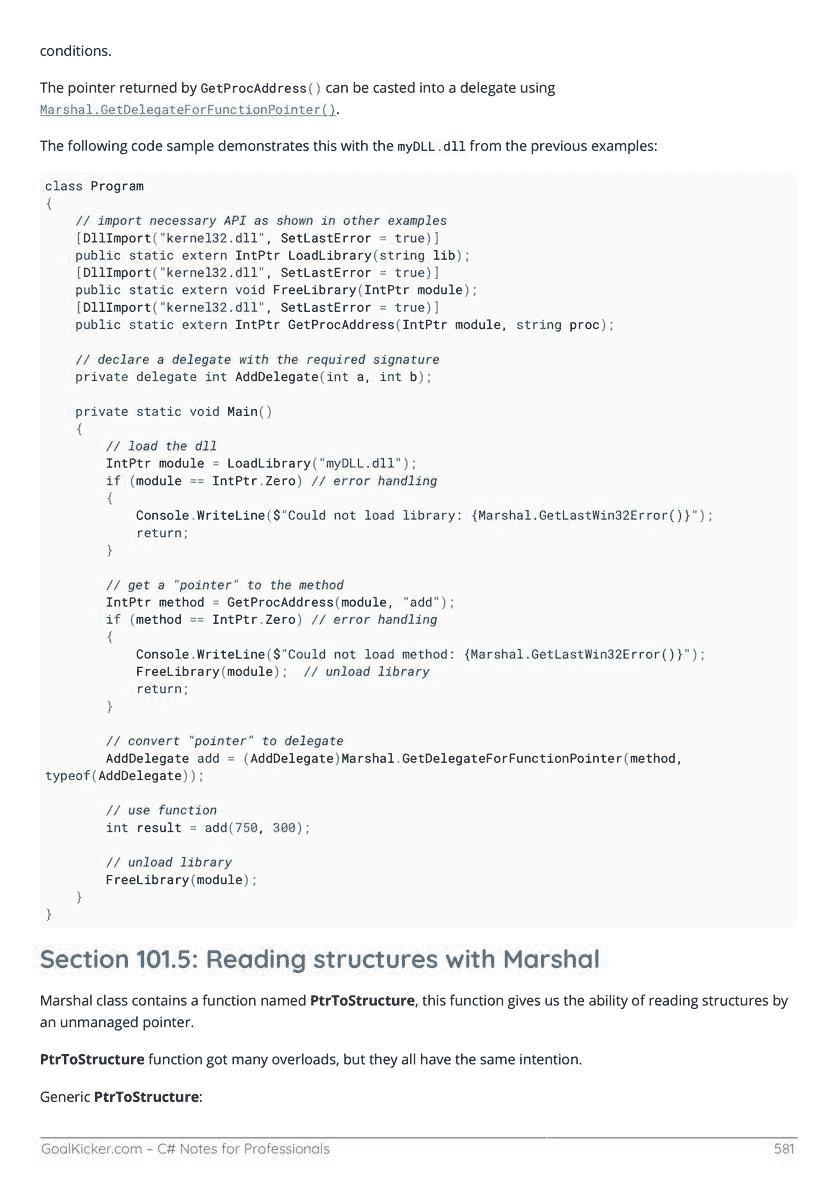 conditions.
The pointer returned by GetProcAddress() can be casted into a delegate using
Marshal.GetDelegateForFunctionPointer().
The following code sample demonstrates this with the myDLL.dll from the previous examples:
class Program
{
    // import necessary API as shown in other examples
    [DllImport("kernel32.dll", SetLastError = true)]
    public static extern IntPtr LoadLibrary(string lib);
    [DllImport("kernel32.dll", SetLastError = true)]
    public static extern void FreeLibrary(IntPtr module);
    [DllImport("kernel32.dll", SetLastError = true)]
    public static extern IntPtr GetProcAddress(IntPtr module, string proc);
    // declare a delegate with the required signature
    private delegate int AddDelegate(int a, int b);
    private static void Main()
    {
        // load the dll
        IntPtr module = LoadLibrary("myDLL.dll");
        if (module == IntPtr.Zero) // error handling
        {
            Console.WriteLine($"Could not load library: {Marshal.GetLastWin32Error()}");
            return;
        }
        // get a "pointer" to the method
        IntPtr method = GetProcAddress(module, "add");
        if (method == IntPtr.Zero) // error handling
        {
            Console.WriteLine($"Could not load method: {Marshal.GetLastWin32Error()}");
            FreeLibrary(module);  // unload library
            return;
        }
        // convert "pointer" to delegate
        AddDelegate add = (AddDelegate)Marshal.GetDelegateForFunctionPointer(method,
typeof(AddDelegate));
        // use function
        int result = add(750, 300);
        // unload library
        FreeLibrary(module);
    }
}
Section 101.5: Reading structures with Marshal
Marshal class contains a function named PtrToStructure, this function gives us the ability of reading structures by
an unmanaged pointer.
PtrToStructure function got many overloads, but they all have the same intention.
Generic PtrToStructure:
GoalKicker.com – C# Notes for Professionals
581